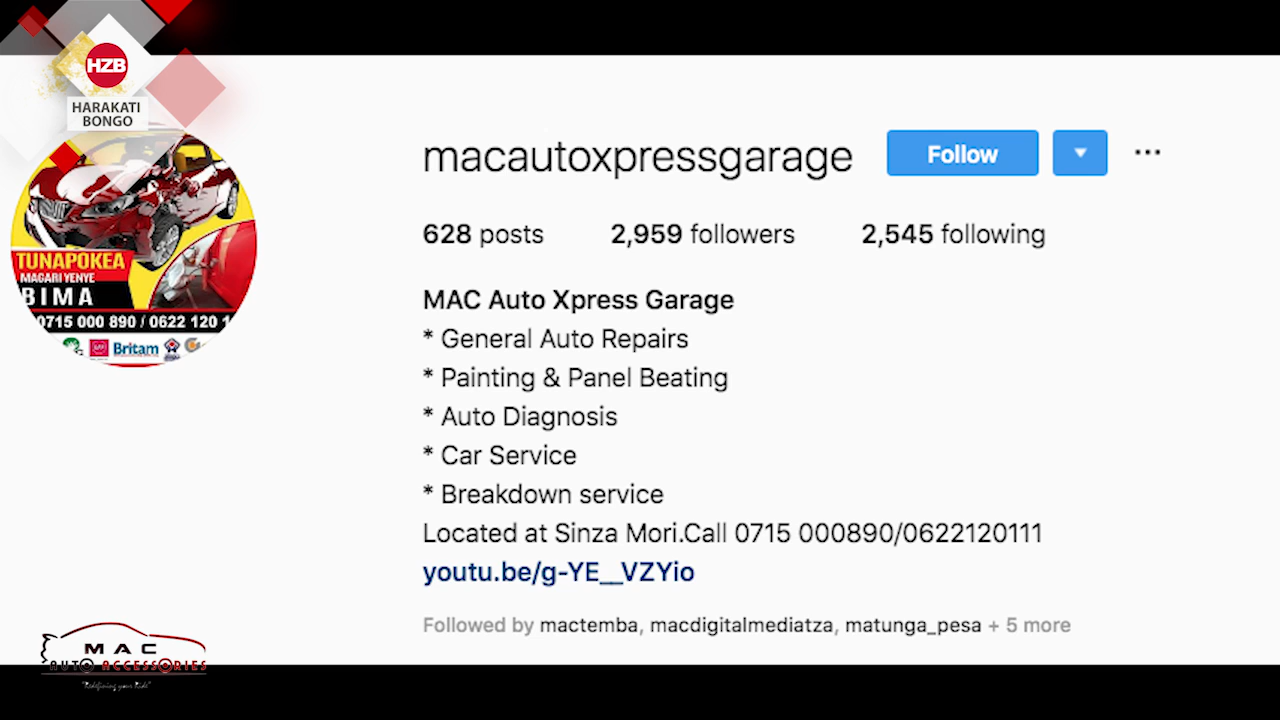 HZB
HARAKATI
BONGO
TUNAPOKEA
MAGARI YENYE
BIMA
0715 000 890 / 0622 120 1
Britam
macautoxpressgarage
Follow
628 posts 2,959 followers 2,545 following
MAC Auto Xpress Garage
* General Auto Repairs
* Painting & Panel Beating
* Auto Diagnosis
* Car Service
* Breakdown service
Located at Sinza Mori.Call 0715 000890/0622120111
youtu.be/g-YE__VZYio
Followed by mactemba, macdigitalmediatza, matunga_pesa + 5 more
MAC
AUTO ACCESSORIES
"Redefining your Ride"